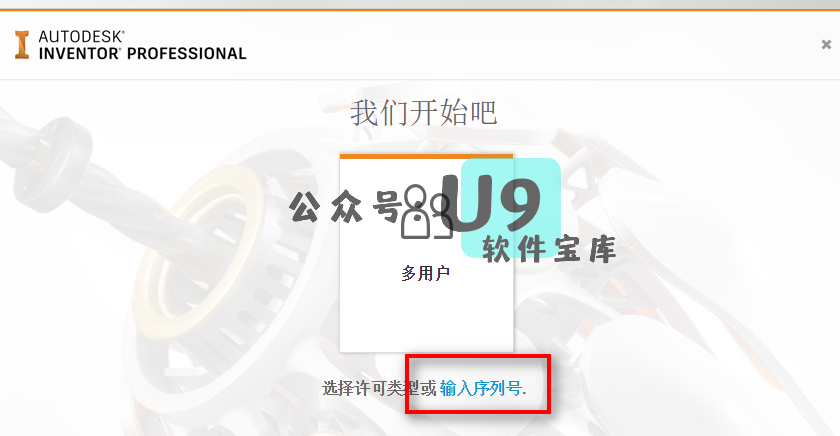 AUTODESK®
INVENTOR® PROFESSIONAL
我们开始吧
公众号 U9
软件宝库
多用户
选择许可类型或 输入序列号.